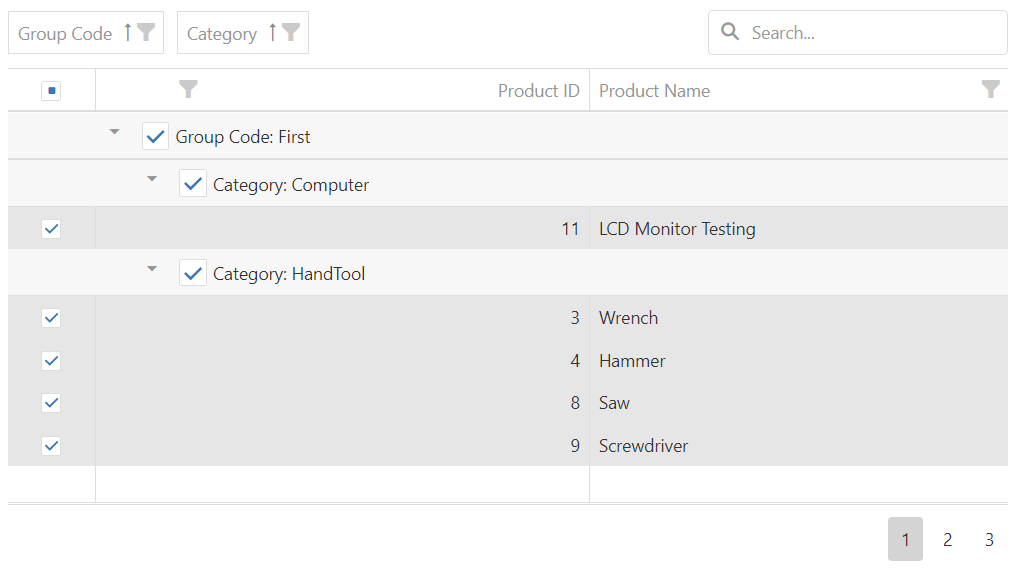 Group Code Category Search...
Product ID Product Name
Group Code: First
Category: Computer
11 LCD Monitor Testing
Category: HandTool
3 Wrench
4 Hammer
8 Saw
9 Screwdriver
1 2 3